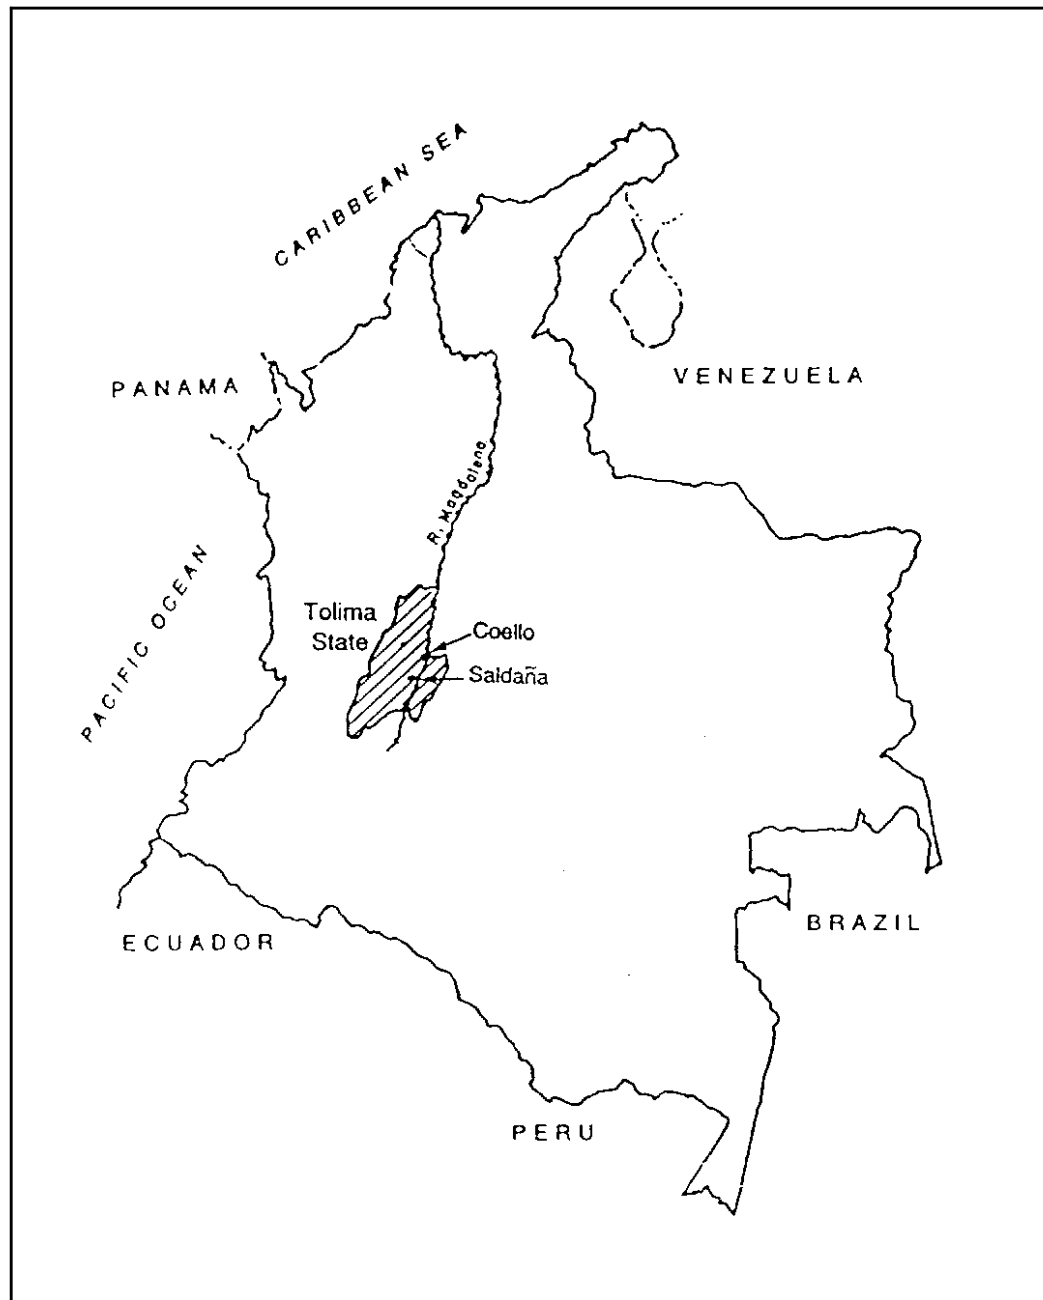 CARIBBEAN SEA
PANAMA
VENEZUELA
R. Magdalena
PACIFIC OCEAN
Tolima
State
Coello
Saldaña
ECUADOR
BRAZIL
PERU